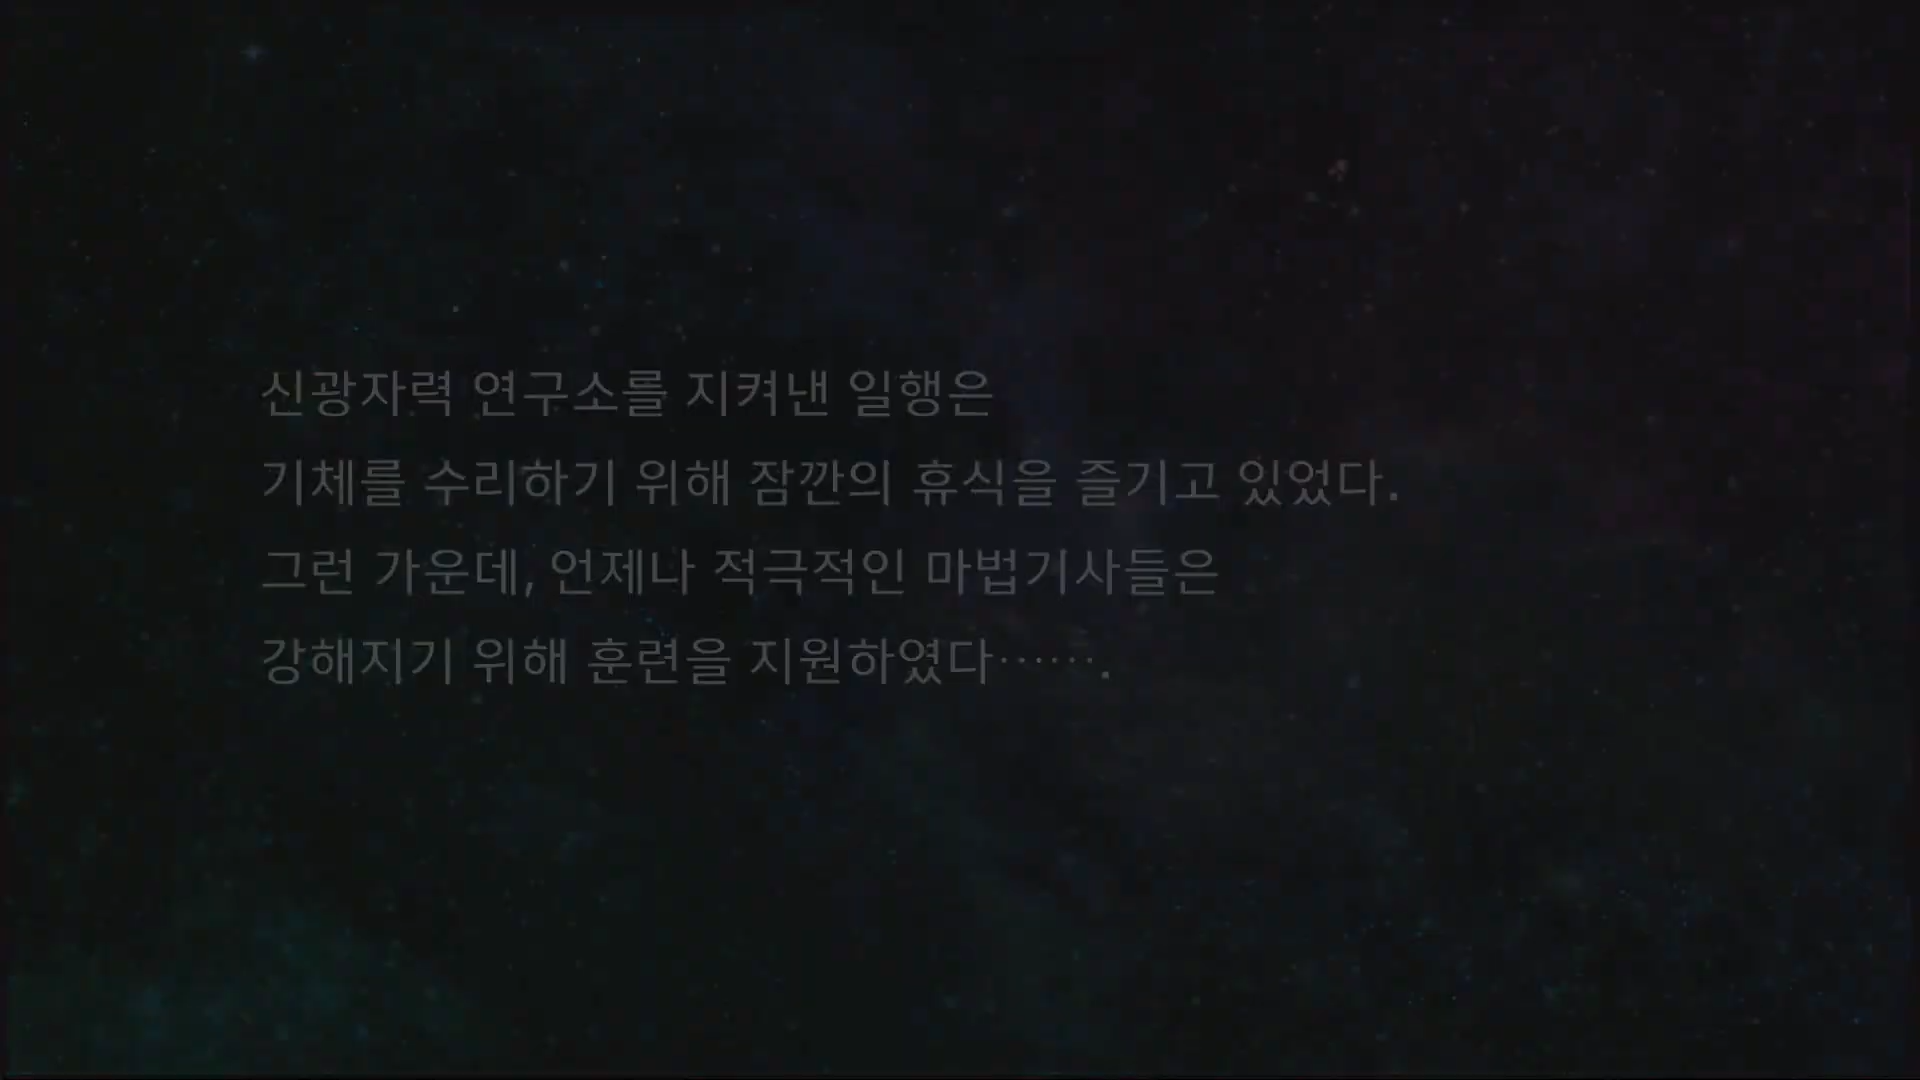 신광자력 연구소를 지켜낸 일행은
기체를 수리하기 위해 잠깐의 휴식을 즐기고 있었다.
그런 가운데, 언제나 적극적인 마법기사들은
강해지기 위해 훈련을 지원하였다…….